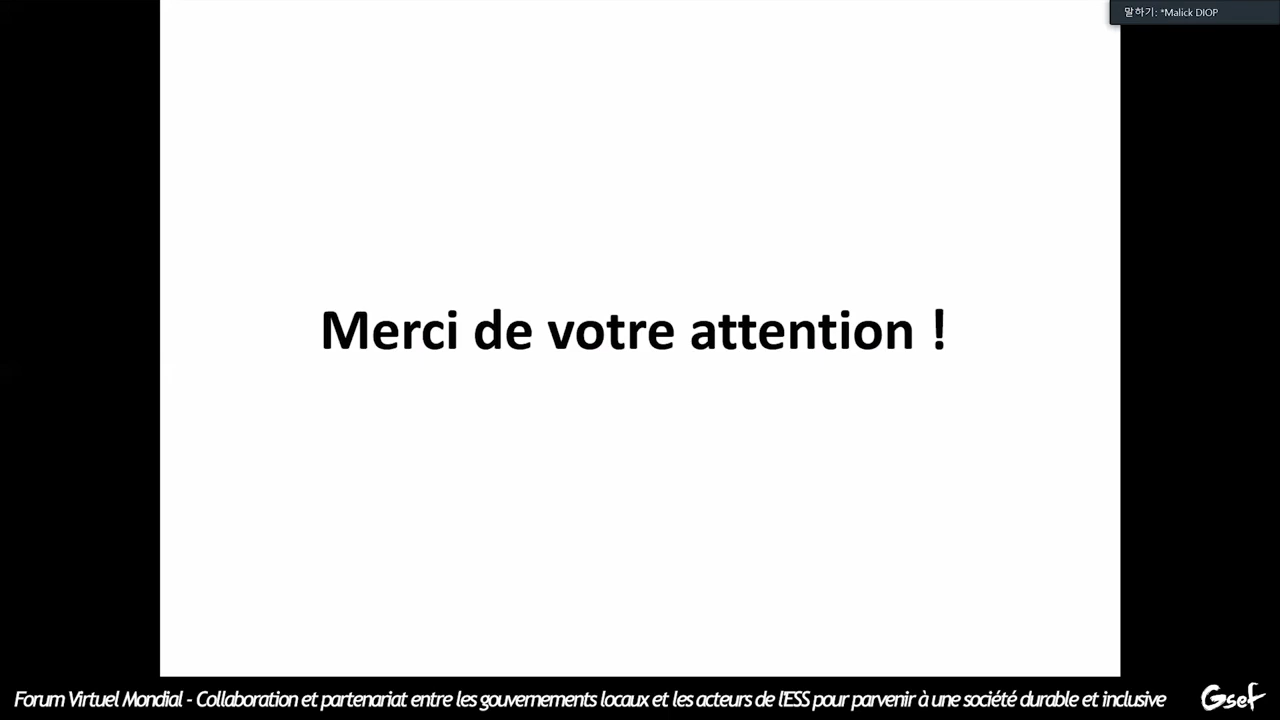 말하기: *Malick DIOP
Merci de votre attention !
Forum Virtuel Mondial - Collaboration et partenariat entre les gouvernements locaux et les acteurs de l'ESS pour parvenir à une société durable et inclusive
Gsef